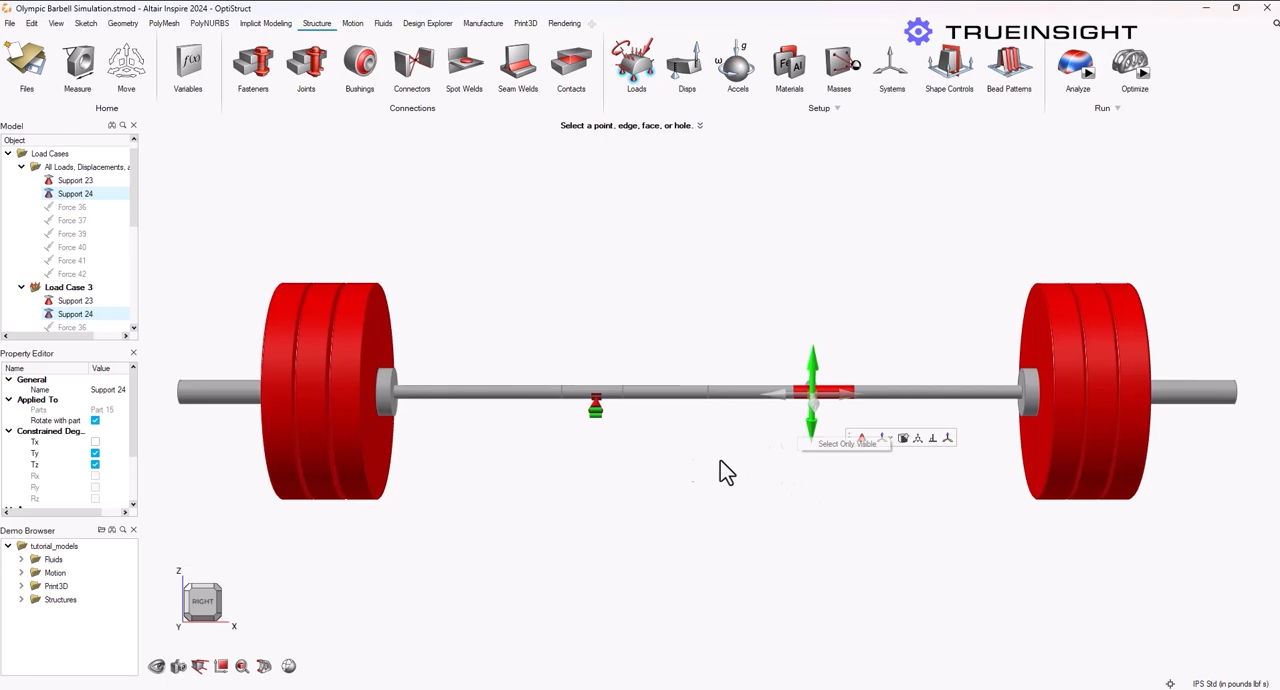 Olympic Barbell Simulation.stmod - Altair Inspire 2024 - OptiStruct
File Edit View Sketch Geometry PolyMesh PolyNURBS Implicit Modeling Structure Motion Fluids Design Explorer Manufacture Print3D Rendering
TRUEINSIGHT
f(x) g ω Fe Al
Files Measure Move Variables Fasteners Joints Bushings Connectors Spot Welds Seam Welds Contacts Loads Disps Accels Materials Masses Systems Shape Controls Bead Patterns Analyze Optimize
Home Connections Setup Run
Model
Select a point, edge, face, or hole.
Object
Load Cases
All Loads, Displacements, a
Support 23
Support 24
Force 36
Force 37
Force 39
Force 40
Force 41
Force 42
Load Case 3
Support 23
Support 24
Force 36
Property Editor
Name Value
General
Name Support 24
Applied To
Parts Part 15
Rotate with part
Constrained Deg...
Tx
Ty
Tz
Rx
Ry
Rz
Select Only Visible
Demo Browser
tutorial_models
Fluids
Motion
Print3D
Structures
Z
RIGHT
Y X
IPS Std (in pounds lbf s)